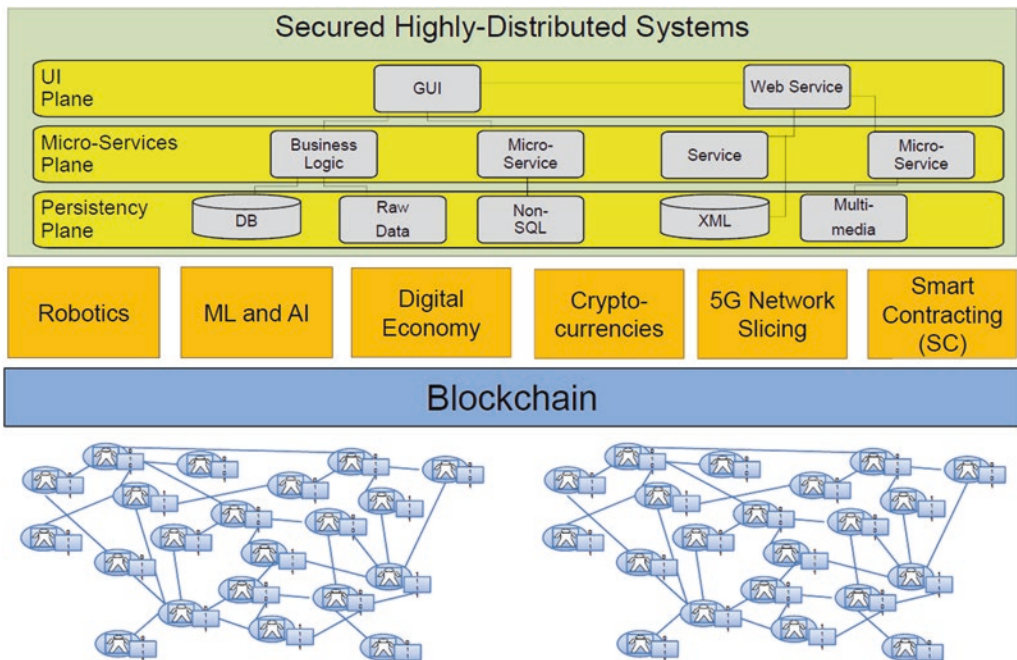 Secured Highly-Distributed Systems
UI
Plane
GUI
Web Service
Micro-Services
Plane
Business
Logic
Micro-
Service
Service
Micro-
Service
Persistency
Plane
DB
Raw
Data
Non-
SQL
XML
Multi-
media
Robotics
ML and AI
Digital
Economy
Crypto-
currencies
5G Network
Slicing
Smart
Contracting
(SC)
Blockchain